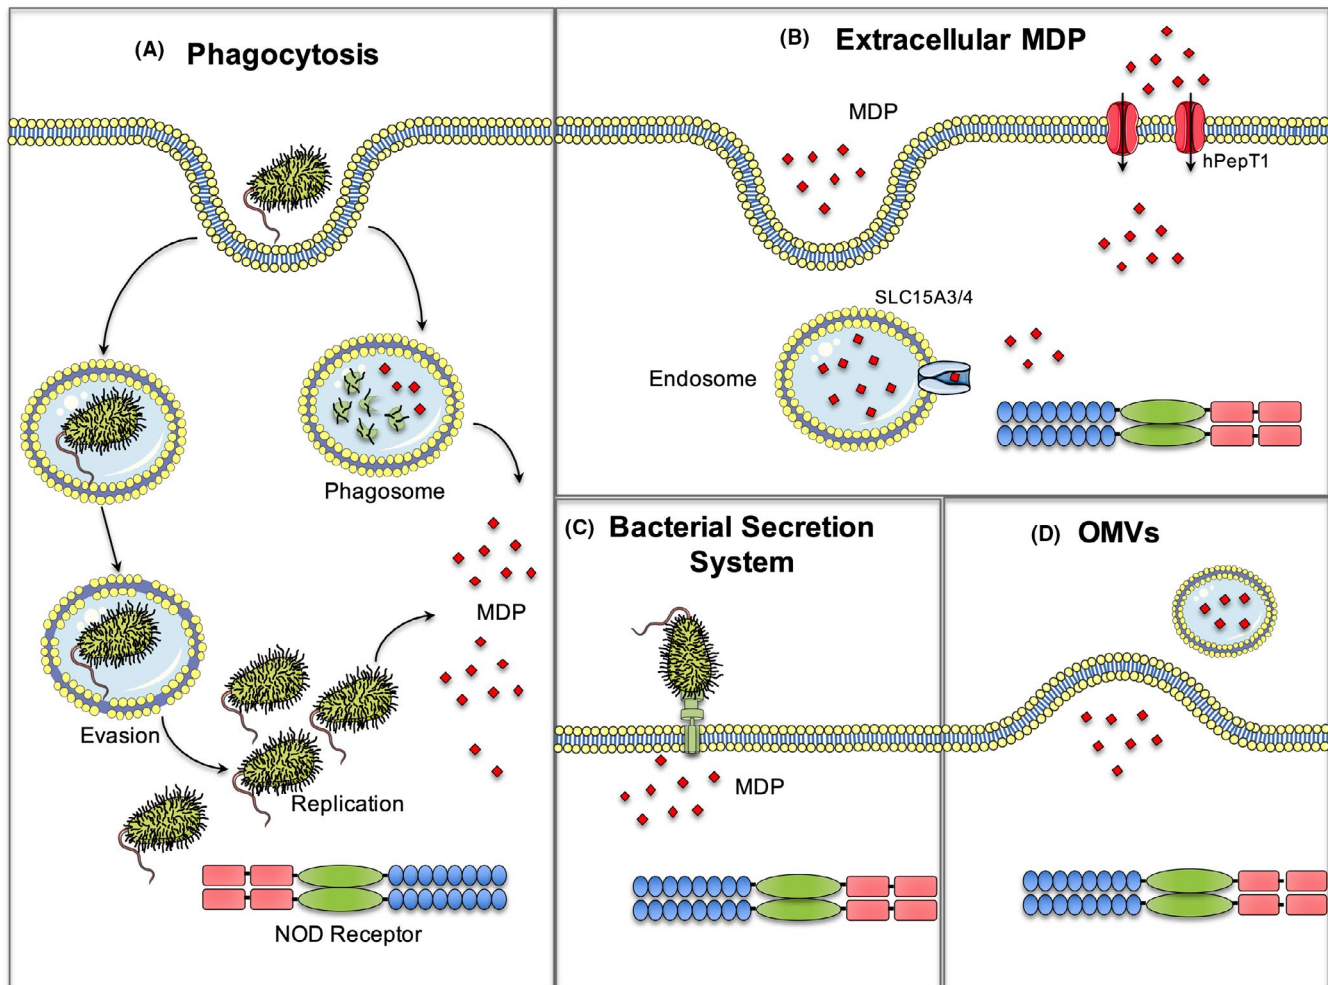 (A) Phagocytosis
Phagosome
MDP
Evasion
Replication
NOD Receptor
(B) Extracellular MDP
MDP
hPepT1
SLC15A3/4
Endosome
(C) Bacterial Secretion
System
MDP
(D) OMVs